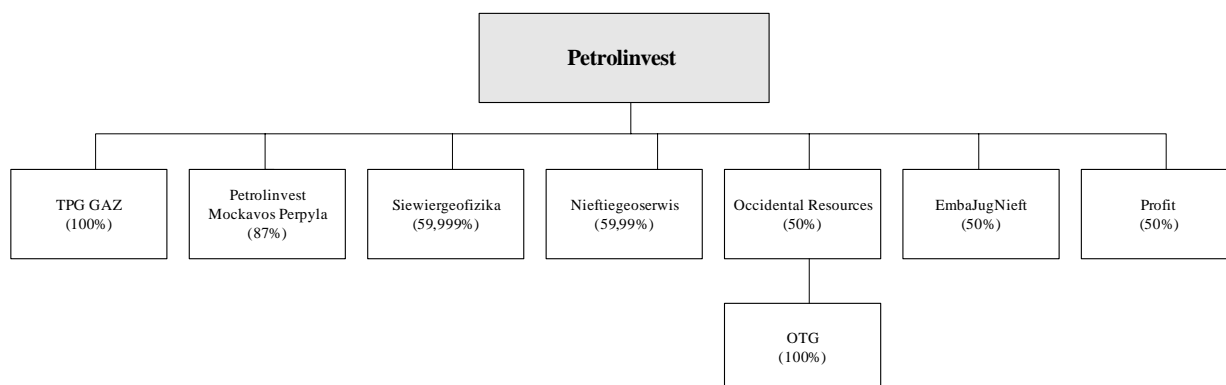 Petrolinvest
TPG GAZ
(100%)
Petrolinvest
Mockavos Perpyla
(87%)
Siewiergeofizika
(59,999%)
Nieftiegeoserwis
(59,99%)
Occidental Resources
(50%)
EmbaJugNieft
(50%)
Profit
(50%)
OTG
(100%)